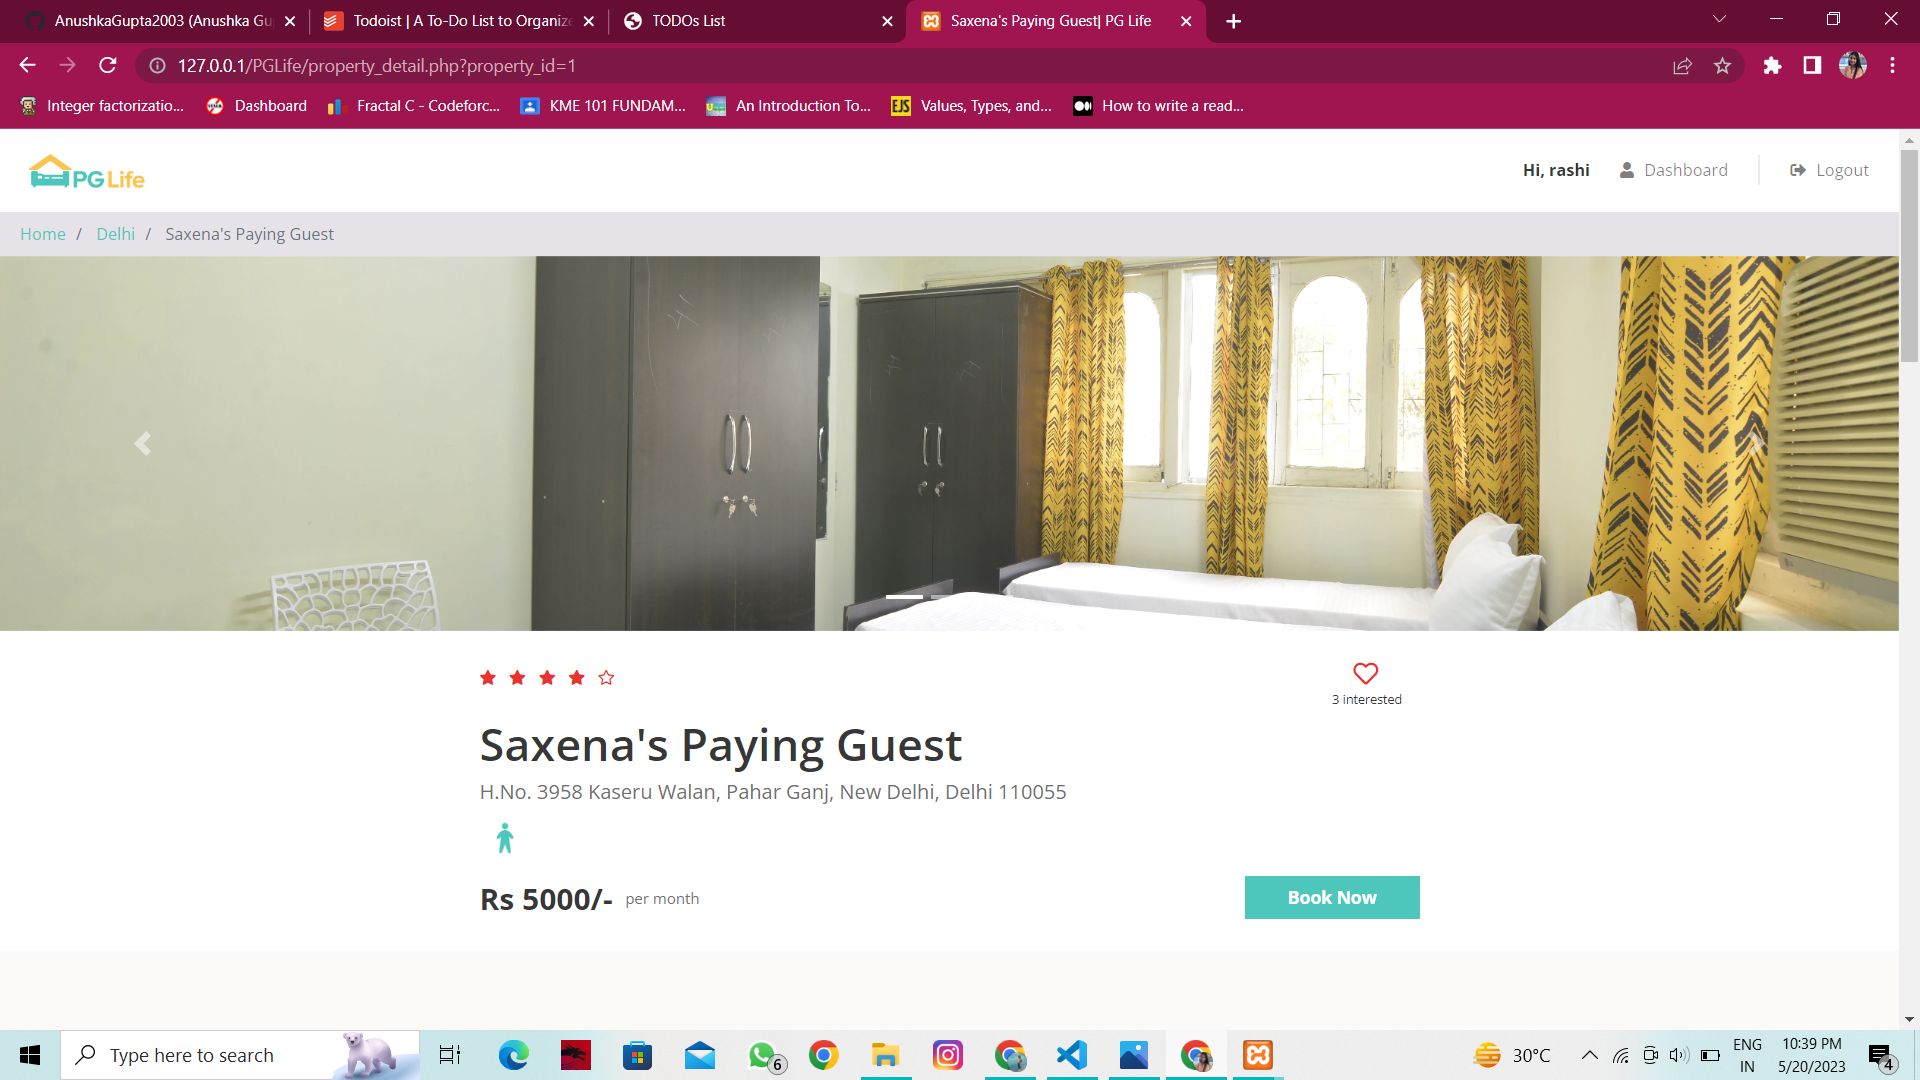 AnushkaGupta2003 (Anushka Gu
Todoist | A To-Do List to Organize
TODOs List
Saxena's Paying Guest| PG Life
127.0.0.1/PGLife/property_detail.php?property_id=1
Integer factorizatio...
Dashboard
Fractal C - Codeforc...
KME 101 FUNDAM...
An Introduction To...
EJS
Values, Types, and...
How to write a read...
PG Life
Hi, rashi
Dashboard
Logout
Home / Delhi / Saxena's Paying Guest
3 interested
Saxena's Paying Guest
H.No. 3958 Kaseru Walan, Pahar Ganj, New Delhi, Delhi 110055
Rs 5000/- per month
Book Now
Type here to search
6
30°C
ENG
IN
10:39 PM
5/20/2023
4